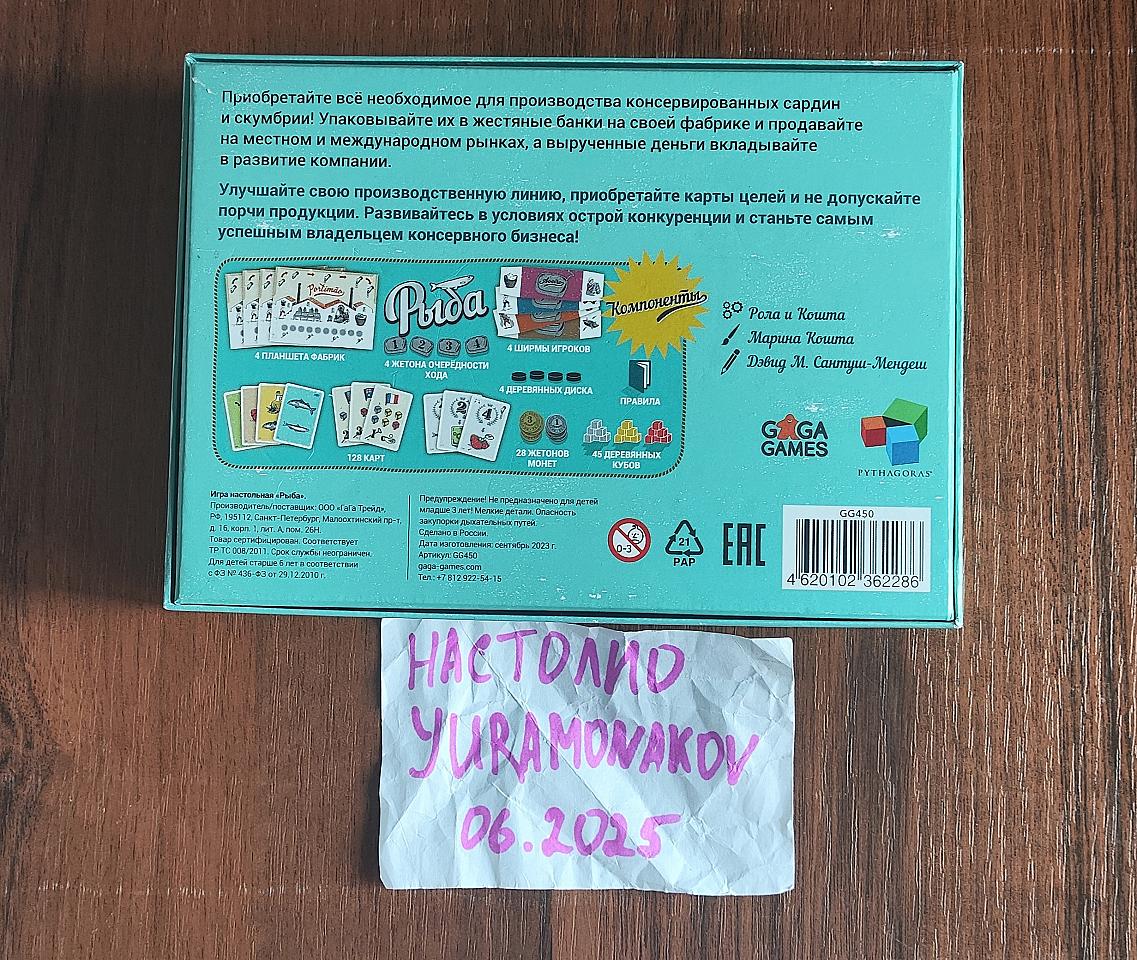 Приобретайте всё необходимое для производства консервированных сардин
и скумбрии! Упаковывайте их в жестяные банки на своей фабрике и продавайте
на местном и международном рынках, а вырученные деньги вкладывайте
в развитие компании.
Улучшайте свою производственную линию, приобретайте карты целей и не допускайте
порчи продукции. Развивайтесь в условиях острой конкуренции и станьте самым
успешным владельцем консервного бизнеса!
Portimão
Рыба
Компоненты
4 ПЛАНШЕТА ФАБРИК
1 2 3 4
4 ЖЕТОНА ОЧЕРЁДНОСТИ
ХОДА
4 ШИРМЫ ИГРОКОВ
4 ДЕРЕВЯННЫХ ДИСКА
ПРАВИЛА
128 КАРТ
2 4
28 ЖЕТОНОВ
МОНЕТ
45 ДЕРЕВЯННЫХ
КУБОВ
Рола и Кошта
Марина Кошта
Дэвид М. Сантуш-Мендеш
GAGA
GAMES
PYTHAGORAS
Игра настольная «Рыба».
Производитель/поставщик: ООО «ГаГа Трейд»,
РФ, 195112, Санкт-Петербург, Малоохтинский пр-т,
д. 16, корп. 1, лит. А, пом. 26Н.
Товар сертифицирован. Соответствует
ТР ТС 008/2011. Срок службы неограничен.
Для детей старше 6 лет в соответствии
с ФЗ № 436-ФЗ от 29.12.2010 г.
Предупреждение! Не предназначено для детей
младше 3 лет! Мелкие детали. Опасность
закупорки дыхательных путей.
Сделано в России.
Дата изготовления: сентябрь 2023 г.
Артикул: GG450
gaga-games.com
Тел.: +7 812 922-54-15
0-3
21
PAP
EAC
GG450
4 620102 362286
НАСТОЛИО
YURAMONAKOV
06.2025